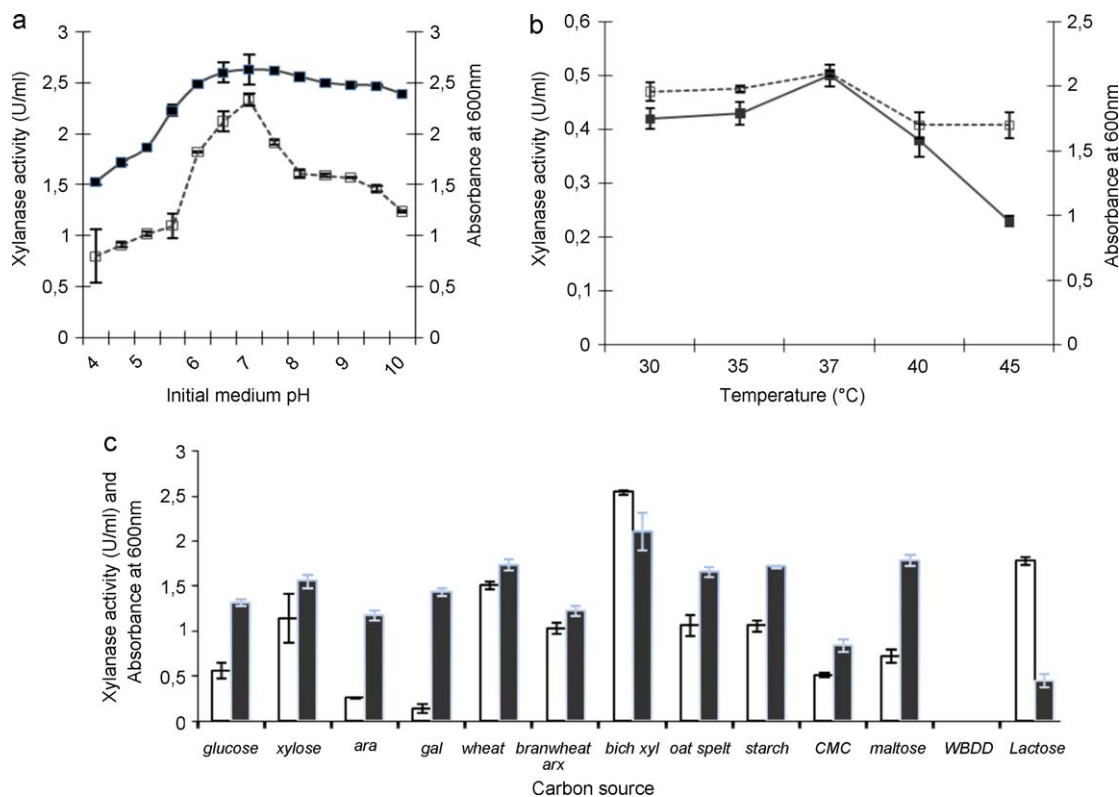 a
3
2,5
2
1,5
1
0,5
0
Xylanase activity (U/ml)
3
2,5
2
1,5
1
0,5
0
Absorbance at 600nm
4
5
6
7
8
9
10
Initial medium pH
b
0,6
0,5
0,4
0,3
0,2
0,1
0
Xylanase activity (U/ml)
2,5
2
1,5
1
0,5
0
Absorbance at 600nm
30
35
37
40
45
Temperature (°C)
c
3
2,5
2
1,5
1
0,5
0
Xylanase activity (U/ml) and
Absorbance at 600nm
glucose
xylose
ara
gal
wheat
branwheat
arx
bich xyl
oat spelt
starch
CMC
maltose
WBDD
Lactose
Carbon source